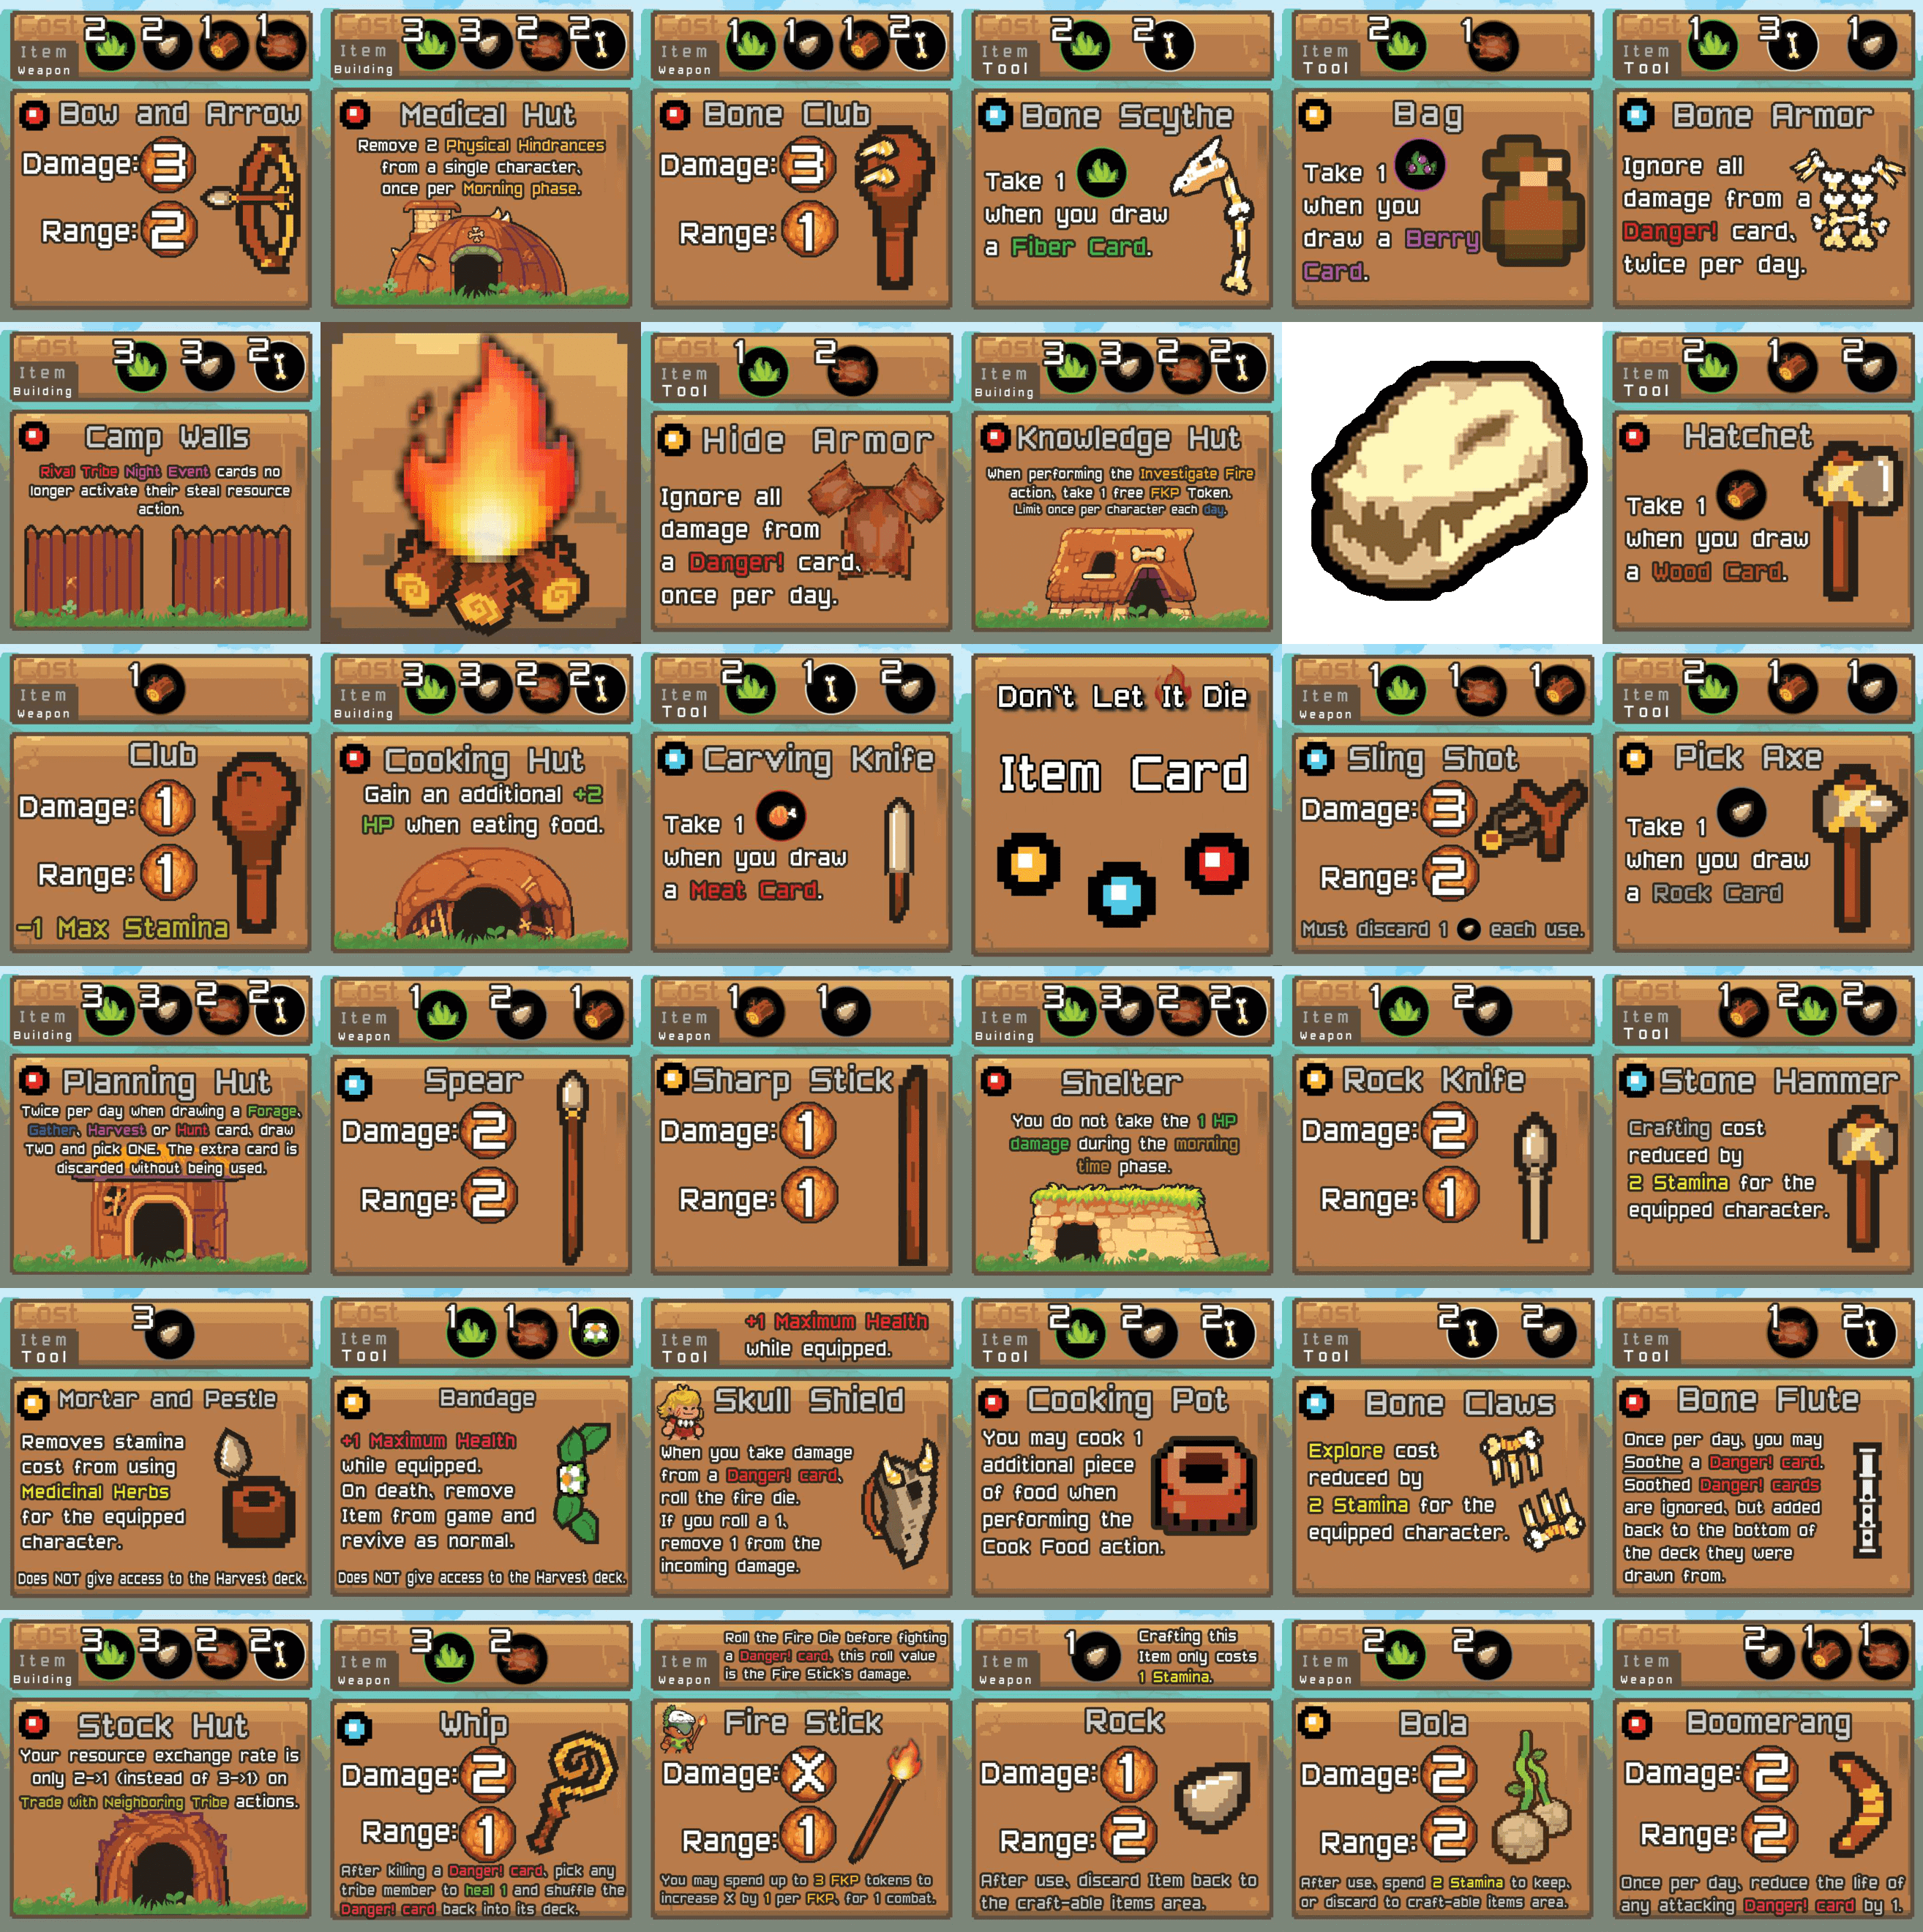 Cost
Item
Weapon
2 2 1 1
Bow and Arrow
Damage: 3
Range: 2
Cost
Item
Building
3 3 2 2
Medical Hut
Remove 2 Physical Hindrances
from a single character,
once per Morning phase.
Cost
Item
Weapon
1 1 1 2
Bone Club
Damage: 3
Range: 1
Cost
Item
Tool
2 2
Bone Scythe
Take 1
when you draw
a Fiber Card.
Cost
Item
Tool
2 1
Bag
Take 1
when you
draw a Berry
Card.
Cost
Item
Tool
1 3 1
Bone Armor
Ignore all
damage from a
Danger! card,
twice per day.
Cost
Item
Building
3 3 2
Camp Walls
Rival Tribe Night Event cards no
longer activate their steal resource
action.
Cost
Item
Tool
1 2
Hide Armor
Ignore all
damage from
a Danger! card,
once per day.
Cost
Item
Building
3 3 2 2
Knowledge Hut
When performing the Investigate Fire
action, take 1 free FKP Token.
Limit once per character each day.
Cost
Item
Tool
2 1 2
Hatchet
Take 1
when you draw
a Wood Card.
Cost
Item
Weapon
1
Club
Damage: 1
Range: 1
-1 Max Stamina
Cost
Item
Building
3 3 2 2
Cooking Hut
Gain an additional +2
HP when eating food.
Cost
Item
Tool
2 1 2
Carving Knife
Take 1
when you draw
a Meat Card.
Don't Let It Die
Item Card
Cost
Item
Weapon
1 1 1
Sling Shot
Damage: 3
Range: 2
Must discard 1 each use.
Cost
Item
Tool
2 1 1
Pick Axe
Take 1
when you draw
a Rock Card
Cost
Item
Building
3 3 2 2
Planning Hut
Twice per day when drawing a Forage,
Gather, Harvest or Hunt card, draw
TWO and pick ONE. The extra card is
discarded without being used.
Cost
Item
Weapon
1 2 1
Spear
Damage: 2
Range: 2
Cost
Item
Weapon
1 1
Sharp Stick
Damage: 1
Range: 1
Cost
Item
Building
3 3 2 2
Shelter
You do not take the 1 HP
damage during the morning
time phase.
Cost
Item
Weapon
1 2
Rock Knife
Damage: 2
Range: 1
Cost
Item
Tool
1 2 2
Stone Hammer
Crafting cost
reduced by
2 Stamina for the
equipped character.
Cost
Item
Tool
3
Mortar and Pestle
Removes stamina
cost from using
Medicinal Herbs
for the equipped
character.
Does NOT give access to the Harvest deck.
Cost
Item
Tool
1 1 1
Bandage
+1 Maximum Health
while equipped.
On death, remove
Item from game and
revive as normal.
Does NOT give access to the Harvest deck.
Cost
Item
Tool
+1 Maximum Health
while equipped.
Skull Shield
When you take damage
from a Danger! card,
roll the fire die.
If you roll a 1,
remove 1 from the
incoming damage.
Cost
Item
Tool
2 2 2
Cooking Pot
You may cook 1
additional piece
of food when
performing the
Cook Food action.
Cost
Item
Tool
2 2
Bone Claws
Explore cost
reduced by
2 Stamina for the
equipped character.
Cost
Item
Tool
1 2
Bone Flute
Once per day, you may
Soothe a Danger! card.
Soothed Danger! cards
are ignored, but added
back to the bottom of
the deck they were
drawn from.
Cost
Item
Building
3 3 2 2
Stock Hut
Your resource exchange rate is
only 2->1 (instead of 3->1) on
Trade with Neighboring Tribe actions.
Cost
Item
Weapon
3 2
Whip
Damage: 2
Range: 1
After killing a Danger! card, pick any
tribe member to heal 1 and shuffle the
Danger! card back into its deck.
Cost
Item
Weapon
Roll the Fire Die before fighting
a Danger! card, this roll value
is the Fire Stick's damage.
Fire Stick
Damage: X
Range: 1
You may spend up to 3 FKP tokens to
increase X by 1 per FKP, for 1 combat.
Cost
Item
Weapon
1
Crafting this
Item only costs
1 Stamina.
Rock
Damage: 1
Range: 2
After use, discard Item back to
the craft-able items area.
Cost
Item
Weapon
2 2
Bola
Damage: 2
Range: 2
After use, spend 2 Stamina to keep,
or discard to craft-able items area.
Cost
Item
Weapon
2 1 1
Boomerang
Damage: 2
Range: 2
Once per day, reduce the life of
any attacking Danger! card by 1.